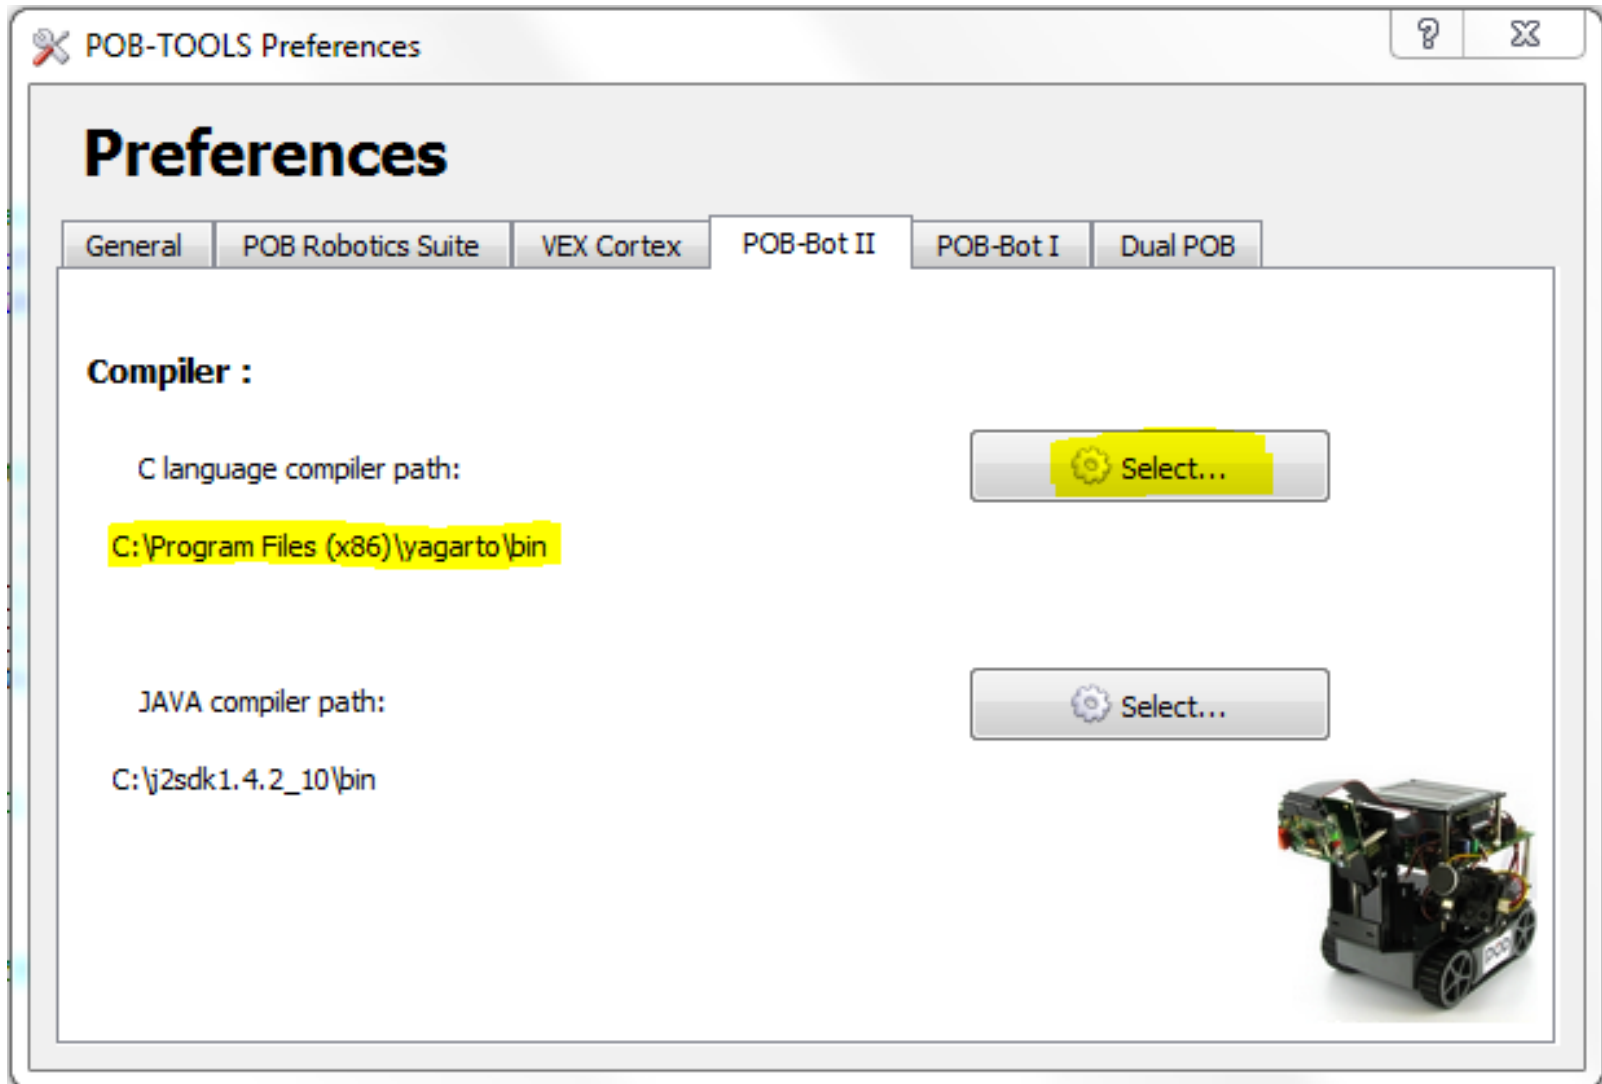 POB-TOOLS Preferences
Preferences
General POB Robotics Suite VEX Cortex POB-Bot II POB-Bot I Dual POB
Compiler :
C language compiler path: Select...
C:\Program Files (x86)\yagarto\bin
JAVA compiler path: Select...
C:\j2sdk1.4.2_10\bin
POB